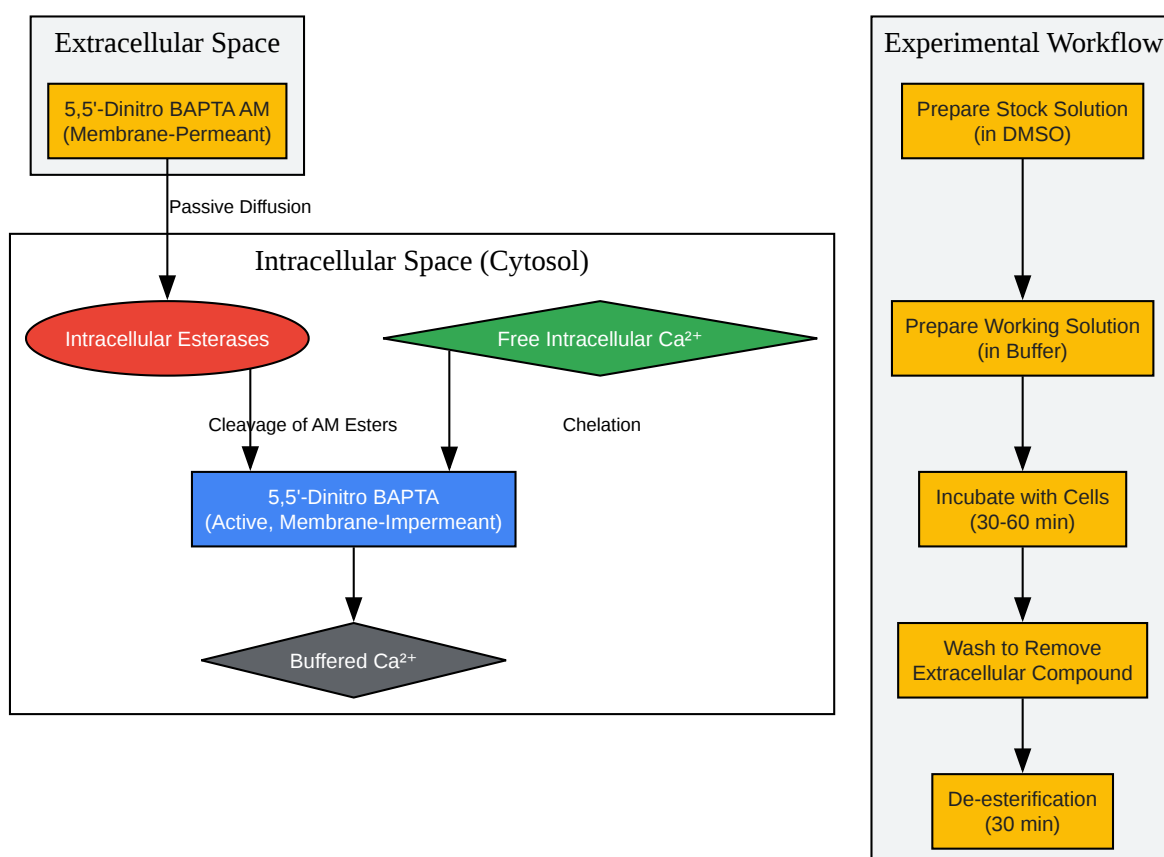 Extracellular Space
5,5'-Dinitro BAPTA AM
(Membrane-Permeant)
Passive Diffusion
Intracellular Space (Cytosol)
Intracellular Esterases
Free Intracellular Ca²⁺
Cleavage of AM Esters
Chelation
5,5'-Dinitro BAPTA
(Active, Membrane-Impermeant)
Buffered Ca²⁺
Experimental Workflow
Prepare Stock Solution
(in DMSO)
Prepare Working Solution
(in Buffer)
Incubate with Cells
(30-60 min)
Wash to Remove
Extracellular Compound
De-esterification
(30 min)